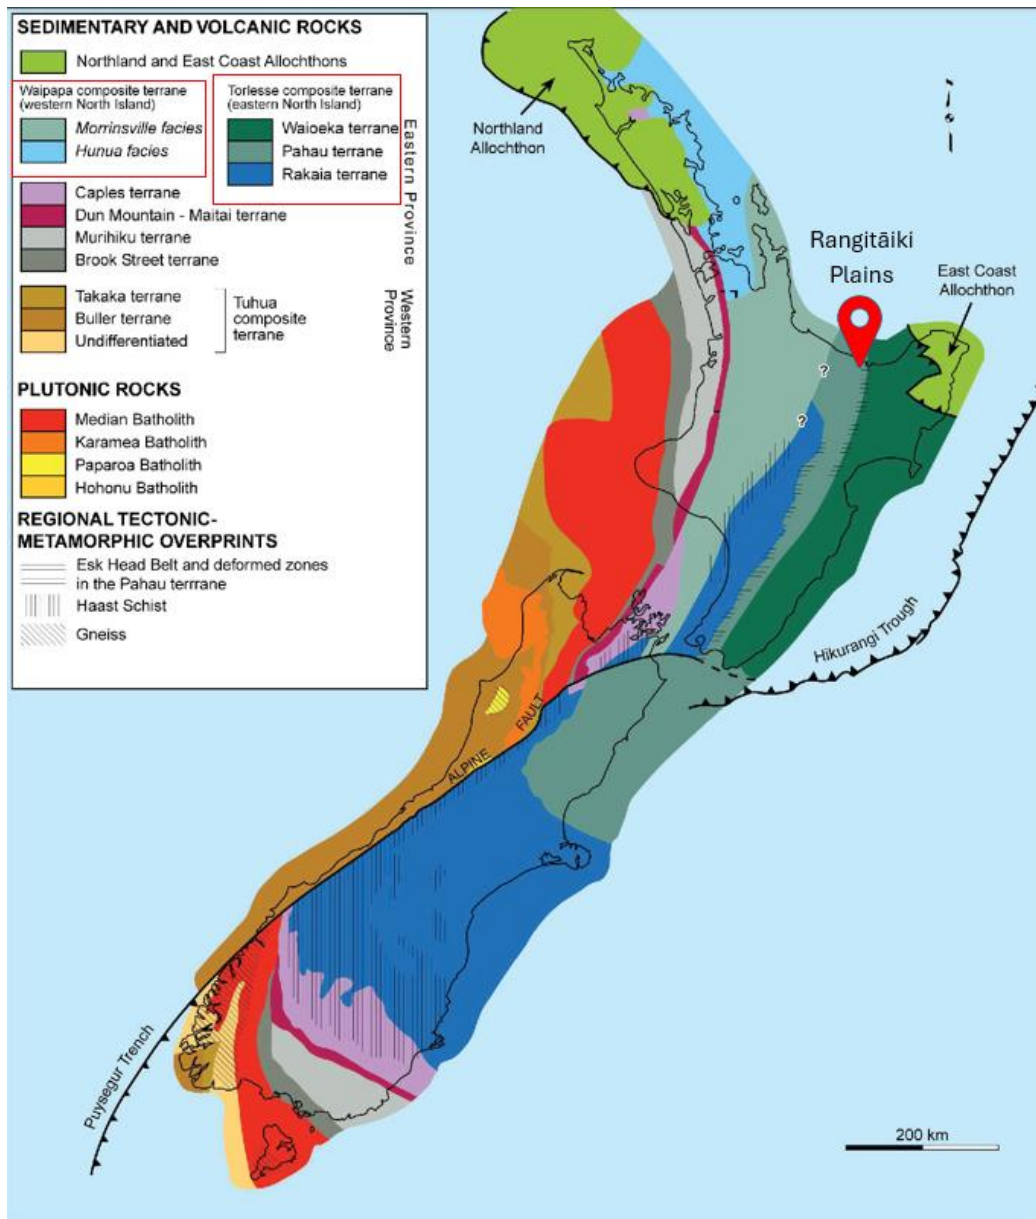 SEDIMENTARY AND VOLCANIC ROCKS
Northland and East Coast Allochthons
Waipapa composite terrane
(western North Island)
Morrinsville facies
Hunua facies
Torlesse composite terrane
(eastern North Island)
Waioeka terrane
Pahau terrane
Rakaia terrane
Caples terrane
Dun Mountain - Maitai terrane
Murihiku terrane
Brook Street terrane
Eastern Province
Takaka terrane
Buller terrane
Undifferentiated
Tuhua
composite
terrane
Western
Province
PLUTONIC ROCKS
Median Batholith
Karamea Batholith
Paparoa Batholith
Hohonu Batholith
REGIONAL TECTONIC-
METAMORPHIC OVERPRINTS
Esk Head Belt and deformed zones
in the Pahau terrrane
Haast Schist
Gneiss
Northland
Allochthon
Rangitāiki
Plains
East Coast
Allochthon
?
?
Hikurangi Trough
ALPINE FAULT
Puysegur Trench
200 km